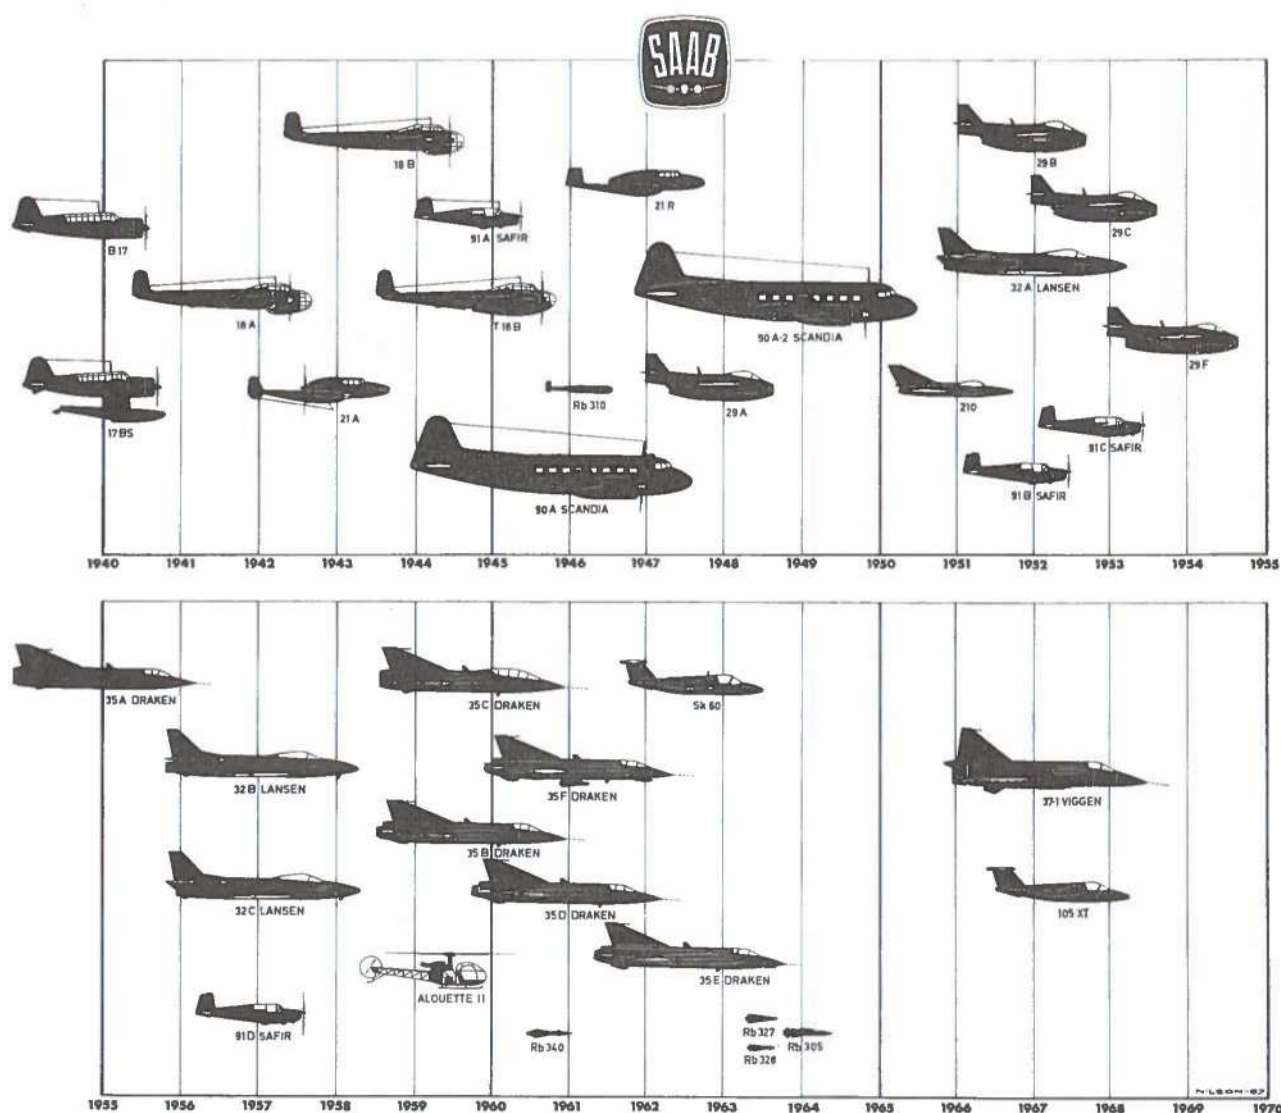 SAAB
18 B
29 B
21 R
91 A SAFIR
29 C
B 17
32 A LANSEN
18 A
T 18 B
90 A-2 SCANDIA
29 F
Rb 310
210
21 A
29 A
17 BS
91 C SAFIR
91 B SAFIR
90 A SCANDIA
1940 1941 1942 1943 1944 1945 1946 1947 1948 1949 1950 1951 1952 1953 1954 1955
35 A DRAKEN
35 C DRAKEN
Sk 60
32 B LANSEN
35 F DRAKEN
37-1 VIGGEN
35 B DRAKEN
32 C LANSEN
35 D DRAKEN
105 XT
35 E DRAKEN
ALOUETTE II
91 D SAFIR
Rb 327
Rb 340
Rb 305
Rb 328
NILSON-67
1955 1956 1957 1958 1959 1960 1961 1962 1963 1964 1965 1966 1967 1968 1969 1970